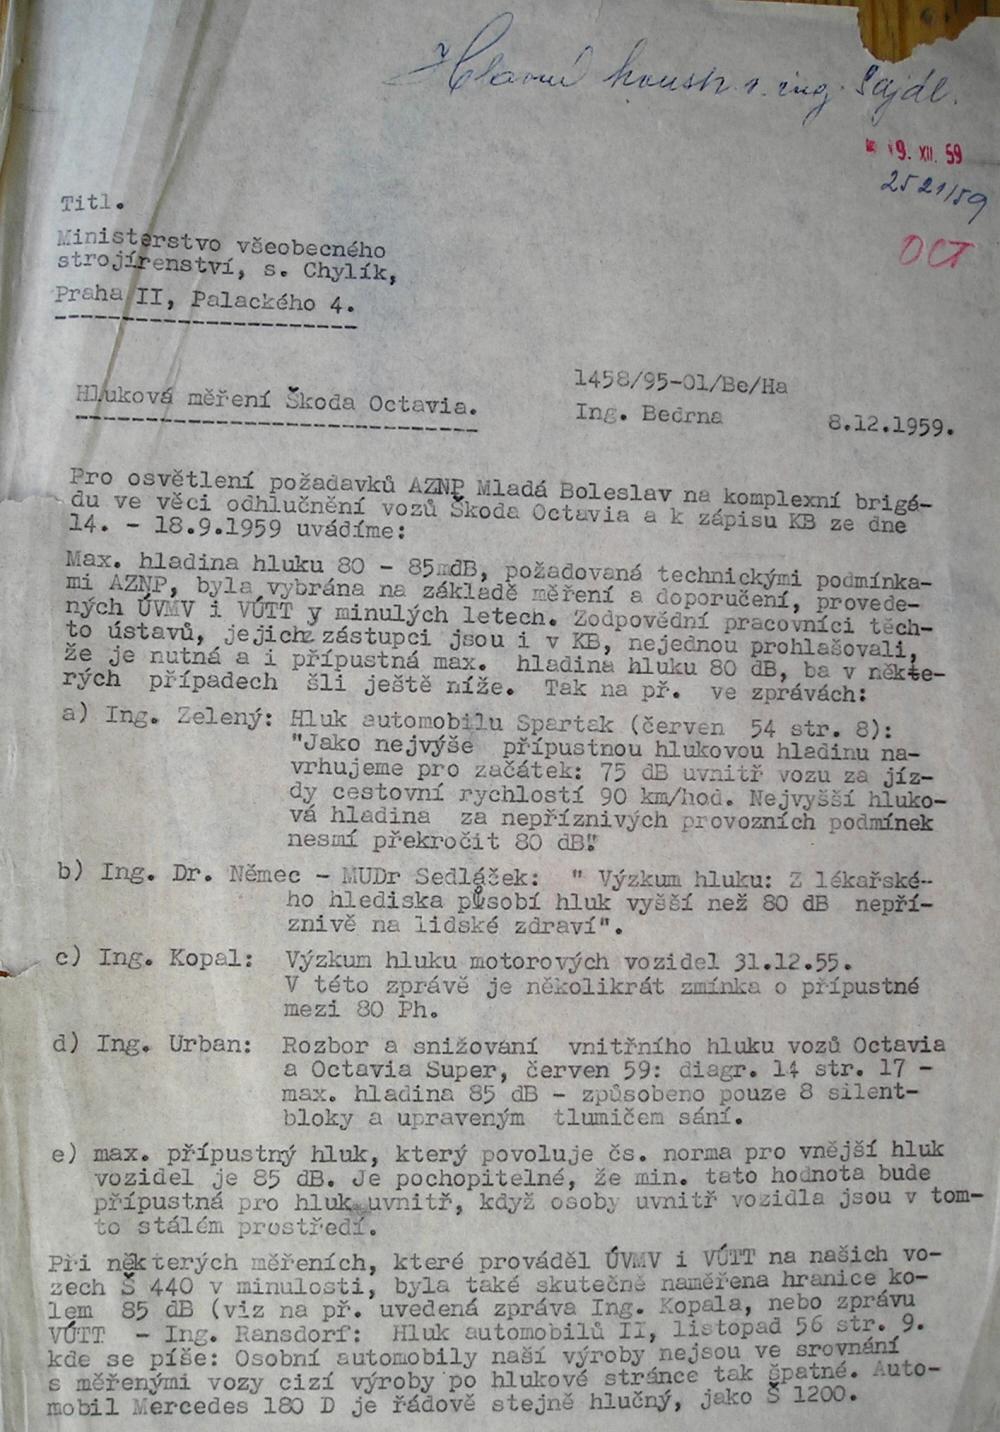 Hlavní konstr. s. ing. Sajdl.
19. XII. 59
2521/59
OCT
Titl.
Ministerstvo všeobecného
strojírenství, s. Chylík,
Praha II, Palackého 4.
Hluková měření Škoda Octavia.
1458/95-Ol/Be/Ha
Ing. Bedrna 8.12.1959.
Pro osvětlení požadavků AZNP Mladá Boleslav na komplexní brigá-
du ve věci odhlučnění vozů Škoda Octavia a k zápisu KB ze dne
14. - 18.9.1959 uvádíme:
Max. hladina hluku 80 - 85 dB, požadovaná technickými podmínka-
mi AZNP, byla vybrána na základě měření a doporučení, provede-
ných ÚVMV i VÚTT y minulých letech. Zodpovědní pracovníci těch-
to ústavů, jejichz zástupci jsou i v KB, nejednou prohlašovali,
že je nutná a i přípustná max. hladina hluku 80 dB, ba v někte-
rých případech šli ještě níže. Tak na př. ve zprávách:
a) Ing. Zelený: Hluk automobilu Spartak (červen 54 str. 8):
"Jako nejvýše přípustnou hlukovou hladinu na-
vrhujeme pro začátek: 75 dB uvnitř vozu za jíz-
dy cestovní rychlostí 90 km/hod. Nejvyšší hluko-
vá hladina za nepříznivých provozních podmínek
nesmí překročit 80 dB!"
b) Ing. Dr. Němec - MUDr Sedláček: " Výzkum hluku: Z lékařské-
ho hlediska působí hluk vyšší než 80 dB nepří-
znivě na lidské zdraví".
c) Ing. Kopal: Výzkum hluku motorových vozidel 31.12.55.
V této zprávě je několikrát zmínka o přípustné
mezi 80 Ph.
d) Ing. Urban: Rozbor a snižování vnitřního hluku vozů Octavia
a Octavia Super, červen 59: diagr. 14 str. 17 -
max. hladina 85 dB - způsobeno pouze 8 silent-
bloky a upraveným tlumičem sání.
e) max. přípustný hluk, který povoluje čs. norma pro vnější hluk
vozidel je 85 dB. Je pochopitelné, že min. tato hodnota bude
přípustná pro hluk uvnitř, když osoby uvnitř vozidla jsou v tom-
to stálém prostředí.
Při některých měřeních, které prováděl ÚVMV i VÚTT na našich vo-
zech Š 440 v minulosti, byla také skutečně naměřena hranice ko-
lem 85 dB (viz na př. uvedená zpráva Ing. Kopala, nebo zprávu
VÚTT - Ing. Ransdorf: Hluk automobilů II, listopad 56 str. 9.
kde se píše: Osobní automobily naší výroby nejsou ve srovnání
s měřenými vozy cizí výroby po hlukové stránce tak špatné. Auto-
mobil Mercedes 180 D je řádově stejně hlučný, jako Š 1200.